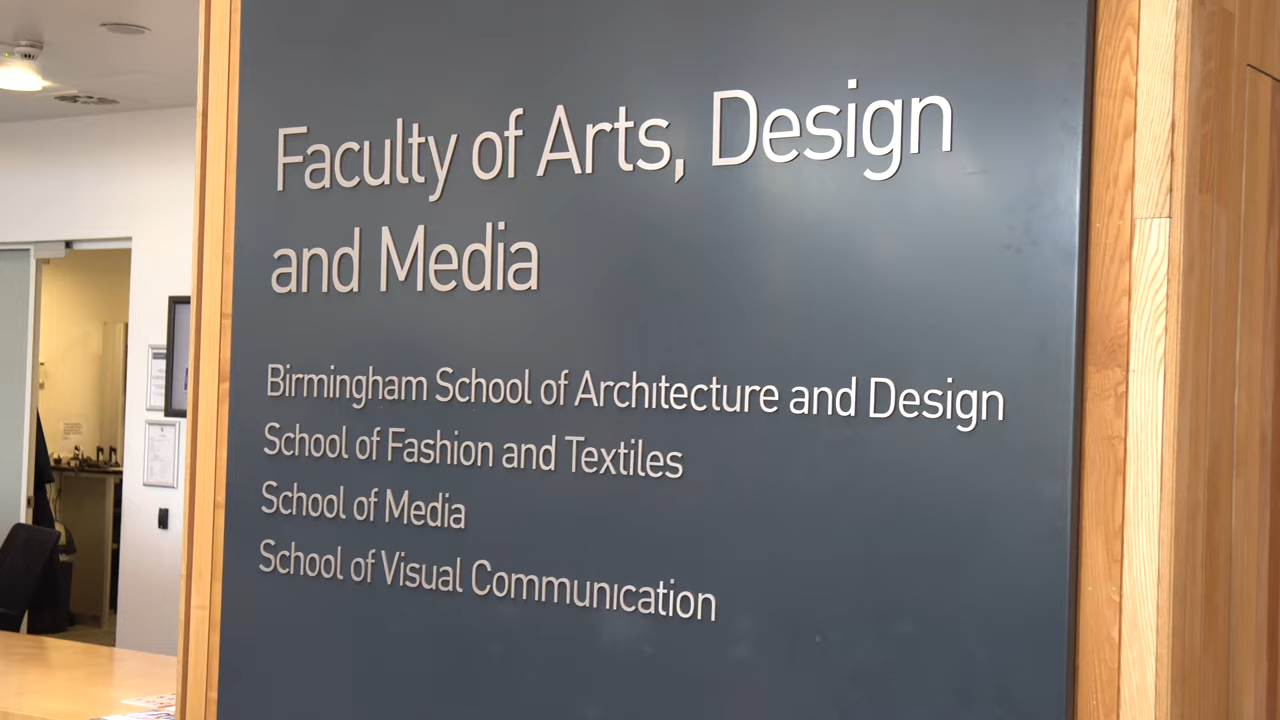 Faculty of Arts, Design
and Media
Birmingham School of Architecture and Design
School of Fashion and Textiles
School of Media
School of Visual Communication